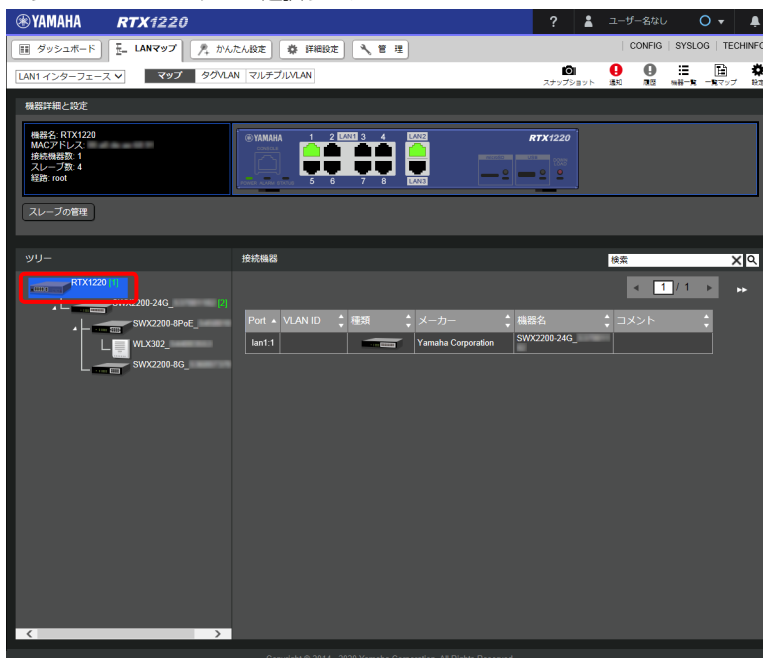 YAMAHA RTX1220 ? ユーザーなし
ダッシュボード LANマップ かんたん設定 詳細設定 管 理 CONFIG SYSLOG TECHINFO
LAN1 インターフェース マップ タグVLAN マルチプルVLAN スナップショット 通知 履歴 機器一覧 一覧マップ
機器詳細と設定
機器名: RTX1220
MACアドレス:
接続機器数: 1
スレーブ数: 4
経路: root
YAMAHA 1 2 LAN1 3 4 LAN2 RTX1220
CONSOLE
POWER ALARM STATUS 5 6 7 8 LAN3
スレーブの管理
ツリー 接続機器 検索
RTX1220 [1]
SWX2200-24G_ [2]
SWX2200-8PoE_
WLX302_
SWX2200-8G_
1 / 1
Port VLAN ID 種類 メーカー 機器名 コメント
lan1:1 Yamaha Corporation SWX2200-24G_